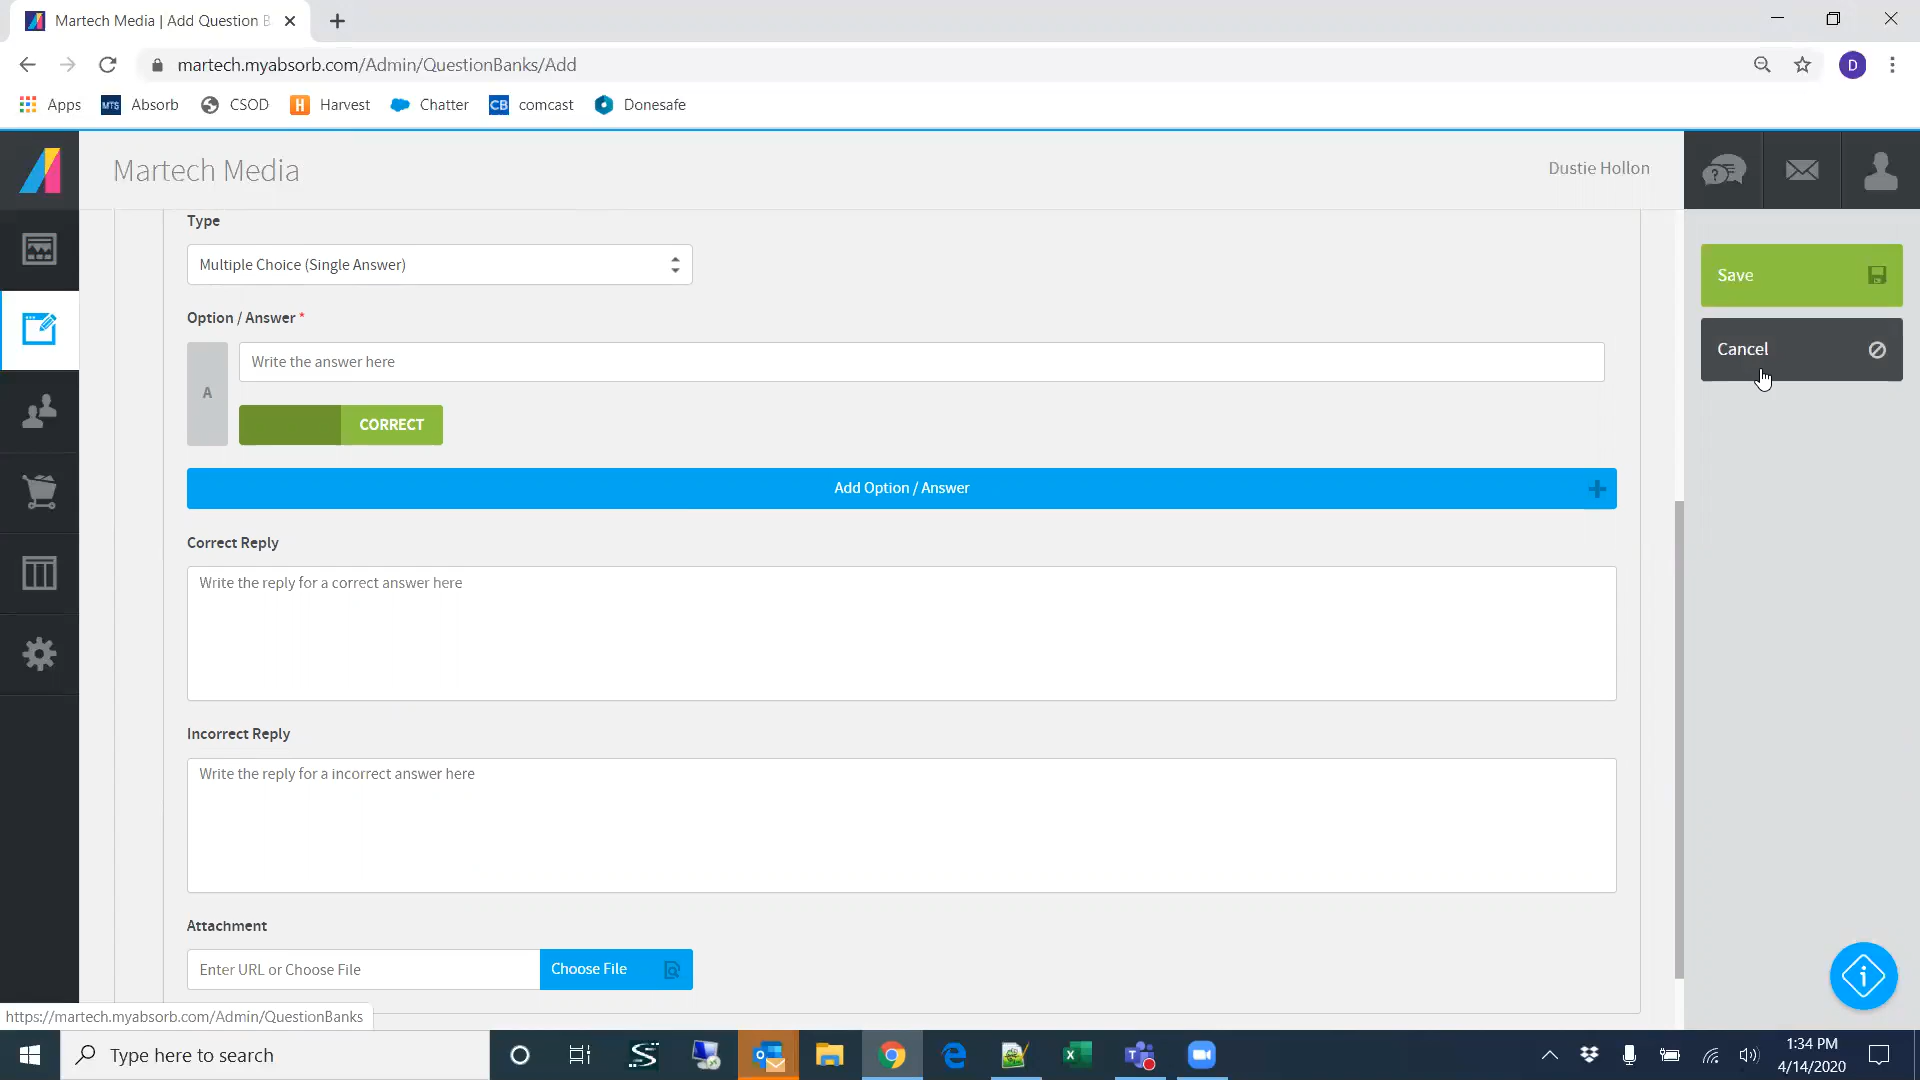 Martech Media | Add Question B
martech.myabsorb.com/Admin/QuestionBanks/Add
D
Apps
MTS Absorb
CSOD
H Harvest
Chatter
CB comcast
Donesafe
Martech Media
Dustie Hollon
Type
Multiple Choice (Single Answer)
Save
Option / Answer *
Cancel
Write the answer here
A
CORRECT
Add Option / Answer
Correct Reply
Write the reply for a correct answer here
Incorrect Reply
Write the reply for a incorrect answer here
Attachment
Enter URL or Choose File
Choose File
https://martech.myabsorb.com/Admin/QuestionBanks
Type here to search
1:34 PM
4/14/2020